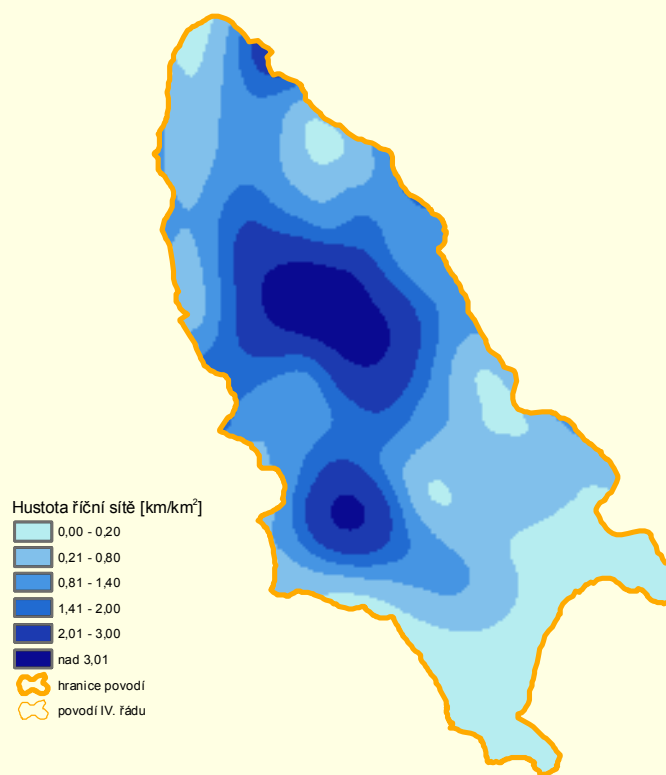 Hustota říční sítě [km/km²]
0,00 - 0,20
0,21 - 0,80
0,81 - 1,40
1,41 - 2,00
2,01 - 3,00
nad 3,01
hranice povodí
povodí IV. řádu